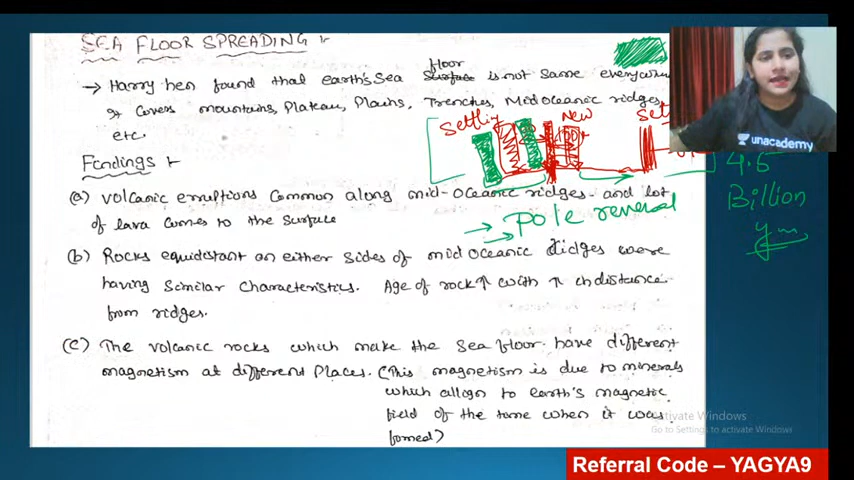 SEA FLOOR SPREADING :-
floor
→ Harry hen found that earth's sea surface is not same everywhere
It covers mountains, Plateau, Plains, Trenches, Mid Oceanic ridges,
etc.
Settling New
Findings :-
(a) Volcanic eruptions common along mid-Oceanic ridges and lot
of lava comes to the surface
→ Pole reversal
(b) Rocks equidistant on either sides of mid Oceanic ridges were
having similar characteristics. Age of rock ↑ with ↑ in distance
from ridges.
(c) The volcanic rocks which make the sea floor have different
magnetism at different Places. (This magnetism is due to minerals
which allign to earth's magnetic
field of the time when it was
formed)
unacademy
4.6
Billion
Activate Windows
Go to Settings to activate Windows
Referral Code – YAGYA9